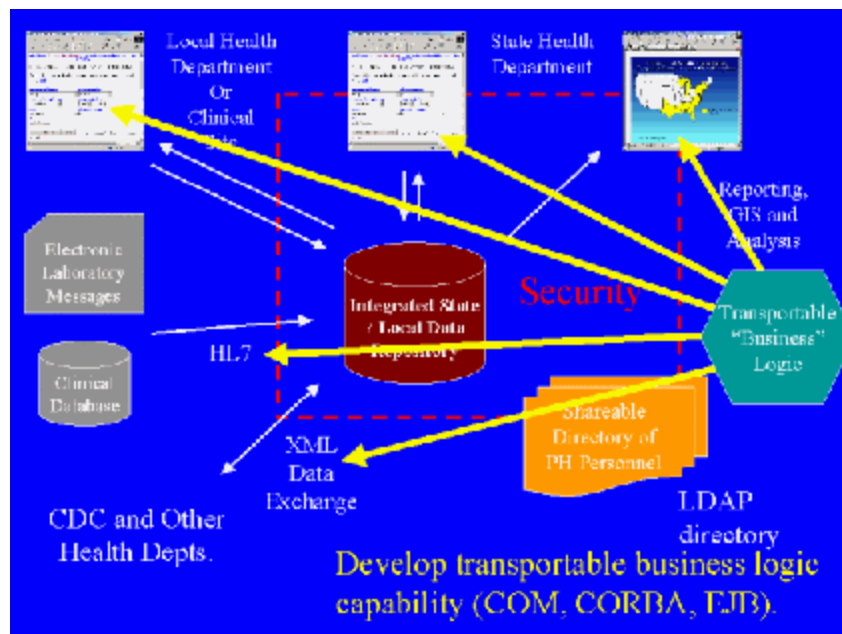 Local Health
Department
Or
Clinical
State Health
Department
Reporting,
GIS and
Analysis
Electronic
Laboratory
Messages
Integrated State
/ Local Data
Repository
Security
Transportable
“Business”
Logic
HL7
Clinical
Database
Shareable
Directory of
PH Personnel
XML
Data
Exchange
CDC and Other
Health Depts.
LDAP
directory
Develop transportable business logic
capability (COM, CORBA, EJB).